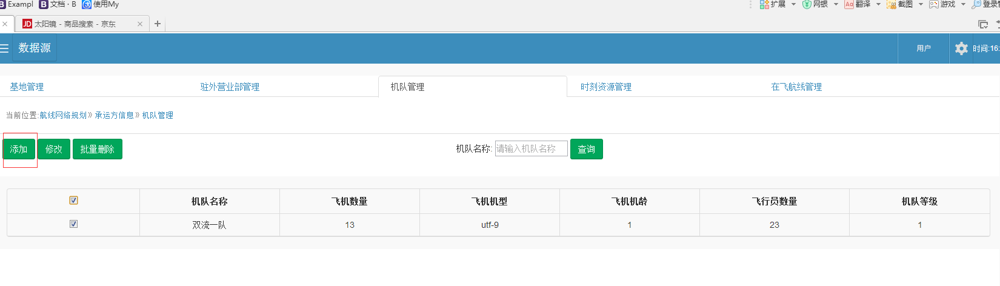 B Exampl B 文档 · B 使用My 扩展 网银 Aa 翻译 截图 游戏
JD 太阳镜 - 商品搜索 - 京东
数据源 用户 时间:16:
基地管理 驻外营业部管理 机队管理 时刻资源管理 在飞航线管理
当前位置:航线网络规划» 承运方信息» 机队管理
添加 修改 批量删除 机队名称: 请输入机队名称 查询
机队名称 飞机数量 飞机机型 飞机机龄 飞行员数量 机队等级
双流一队 13 utf-9 1 23 1